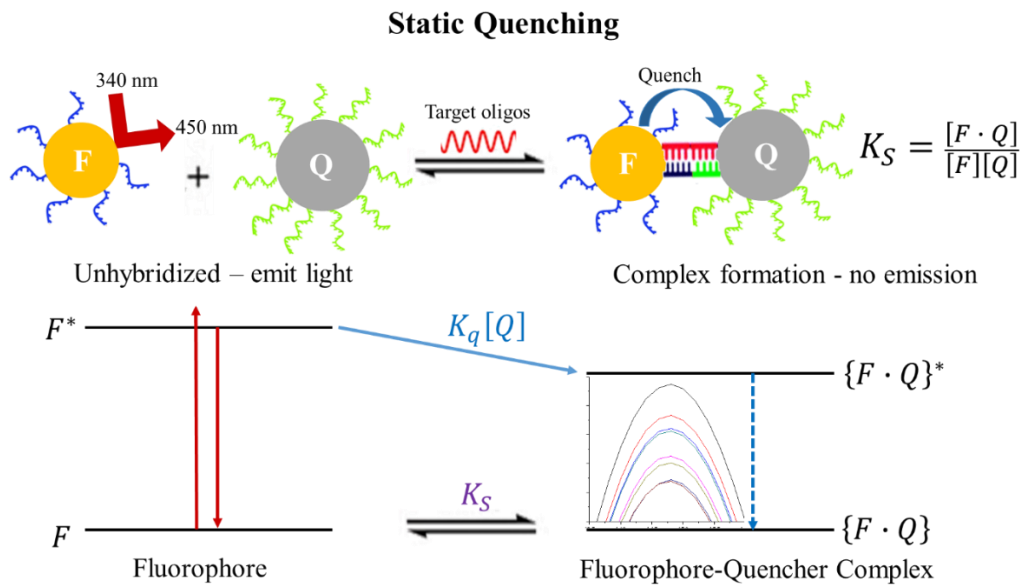 Static Quenching
340 nm
450 nm
F
+
Q
Target oligos
Quench
F
Q
K_S = [F · Q] / [F][Q]
Unhybridized – emit light
Complex formation - no emission
F*
K_q[Q]
{F · Q}*
K_S
F
{F · Q}
Fluorophore
Fluorophore-Quencher Complex